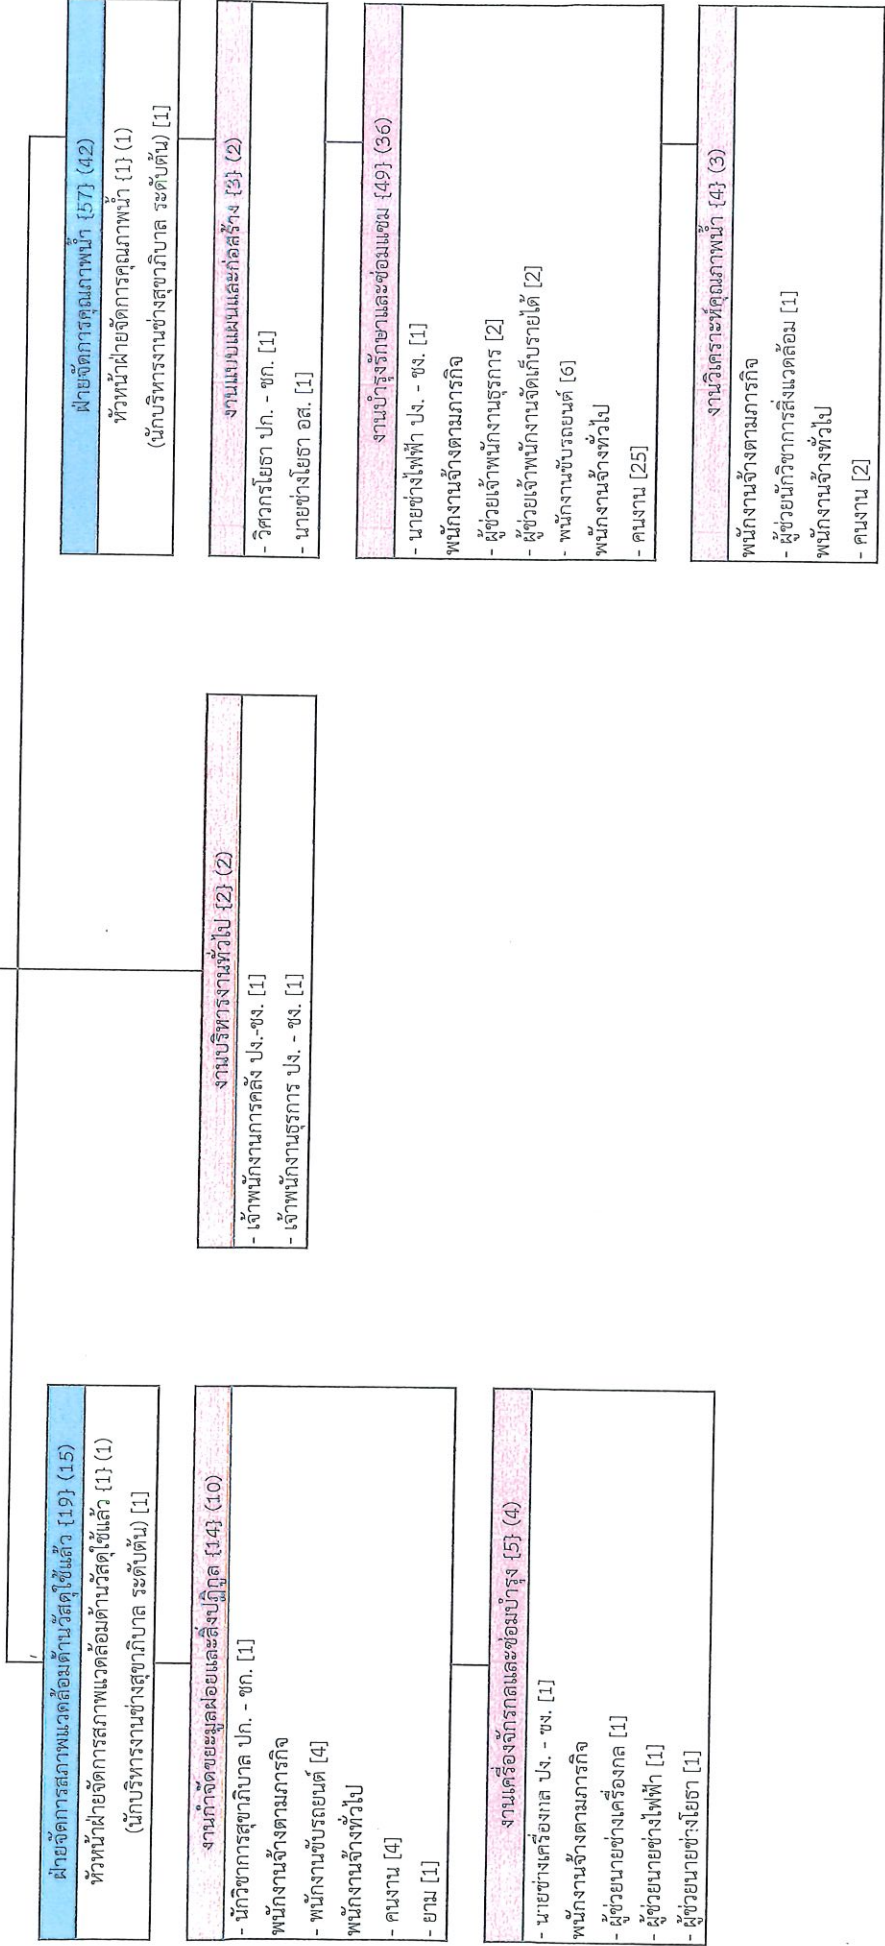 ฝ่ายจัดการสภาพแวดล้อมด้านวัสดุใช้แล้ว {19} (15)
หัวหน้าฝ่ายจัดการสภาพแวดล้อมด้านวัสดุใช้แล้ว {1} (1)
(นักบริหารงานช่างสุขาภิบาล ระดับต้น) [1]
งานกำจัดขยะมูลฝอยและสิ่งปฏิกูล {14} (10)
- นักวิชาการสุขาภิบาล ปก. - ชก. [1]
พนักงานจ้างตามภารกิจ
- พนักงานขับรถยนต์ [4]
พนักงานจ้างทั่วไป
- คนงาน [4]
- ยาม [1]
งานเครื่องจักรกลและซ่อมบำรุง {5} (4)
- นายช่างเครื่องกล ปง. - ชง. [1]
พนักงานจ้างตามภารกิจ
- ผู้ช่วยนายช่างเครื่องกล [1]
- ผู้ช่วยนายช่างไฟฟ้า [1]
- ผู้ช่วยนายช่างโยธา [1]
งานบริหารงานทั่วไป {2} (2)
- เจ้าพนักงานการคลัง ปง.-ชง. [1]
- เจ้าพนักงานธุรการ ปง. - ชง. [1]
ฝ่ายจัดการคุณภาพน้ำ {57} (42)
หัวหน้าฝ่ายจัดการคุณภาพน้ำ {1} (1)
(นักบริหารงานช่างสุขาภิบาล ระดับต้น) [1]
งานแบบแผนและก่อสร้าง {3} (2)
- วิศวกรโยธา ปก. - ชก. [1]
- นายช่างโยธา อส. [1]
งานบำรุงรักษาและซ่อมแซม {49} (36)
- นายช่างไฟฟ้า ปง. - ชง. [1]
พนักงานจ้างตามภารกิจ
- ผู้ช่วยเจ้าพนักงานธุรการ [2]
- ผู้ช่วยเจ้าพนักงานจัดเก็บรายได้ [2]
- พนักงานขับรถยนต์ [6]
พนักงานจ้างทั่วไป
- คนงาน [25]
งานวิเคราะห์คุณภาพน้ำ {4} (3)
พนักงานจ้างตามภารกิจ
- ผู้ช่วยนักวิชาการสิ่งแวดล้อม [1]
พนักงานจ้างทั่วไป
- คนงาน [2]